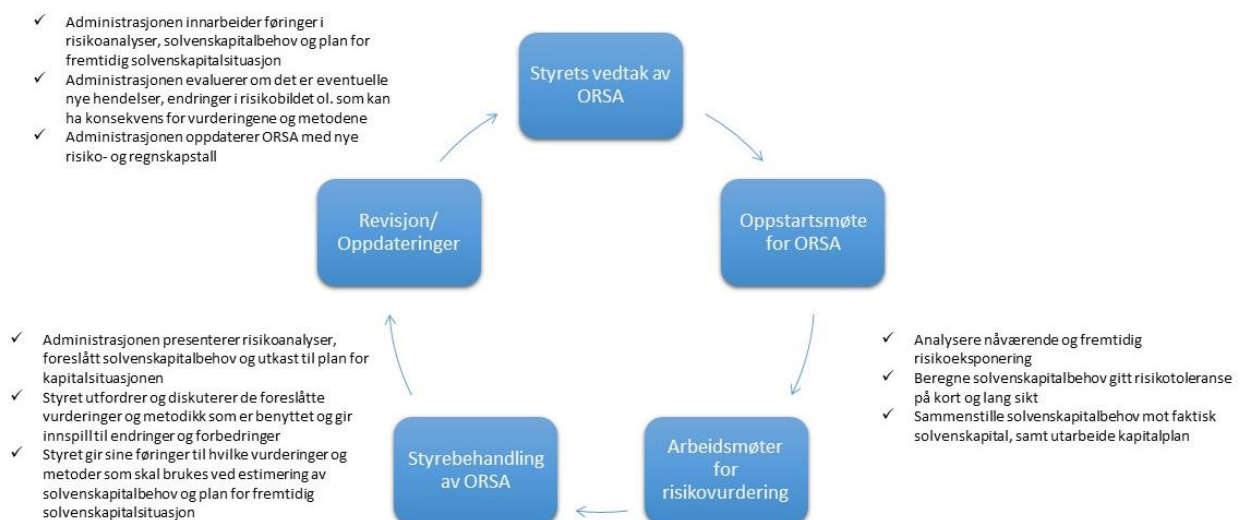 ✓ Administrasjonen innarbeider føringer i
risikoanalyser, solvenskapitalbehov og plan for
fremtidig solvenskapitalsituasjon
✓ Administrasjonen evaluerer om det er eventuelle
nye hendelser, endringer i risikobildet ol. som kan
ha konsekvens for vurderingene og metodene
✓ Administrasjonen oppdaterer ORSA med nye
risiko- og regnskapstall
Styrets vedtak av
ORSA
Oppstartsmøte
for ORSA
✓ Analysere nåværende og fremtidig
risikoeksponering
✓ Beregne solvenskapitalbehov gitt risikotoleranse
på kort og lang sikt
✓ Sammenstille solvenskapitalbehov mot faktisk
solvenskapital, samt utarbeide kapitalplan
Arbeidsmøter
for
risikovurdering
Styrebehandling
av ORSA
✓ Administrasjonen presenterer risikoanalyser,
foreslått solvenskapitalbehov og utkast til plan for
kapitalsituasjonen
✓ Styret utfordrer og diskuterer de foreslåtte
vurderinger og metodikk som er benyttet og gir
innspill til endringer og forbedringer
✓ Styret gir sine føringer til hvilke vurderinger og
metoder som skal brukes ved estimering av
solvenskapitalbehov og plan for fremtidig
solvenskapitalsituasjon
Revisjon/
Oppdateringer